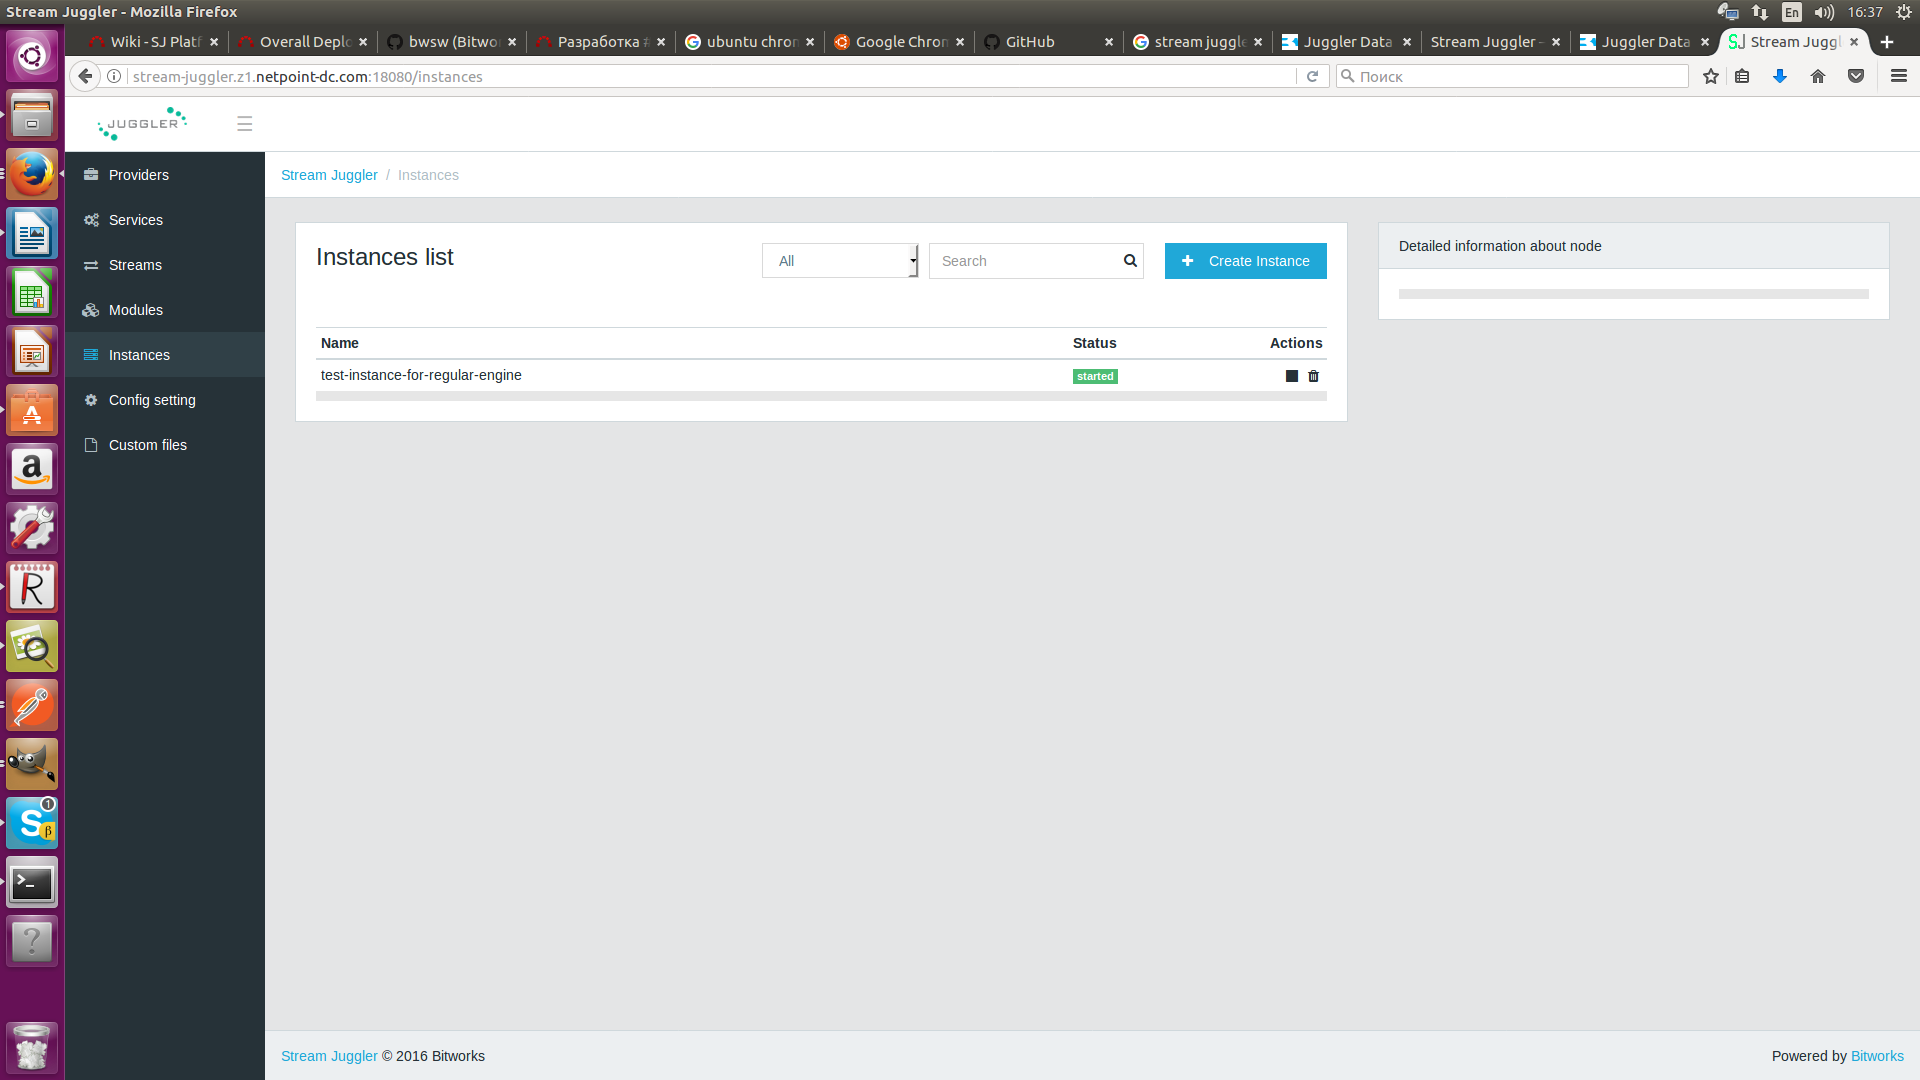 Stream Juggler - Mozilla Firefox
En
16:37
Wiki - SJ Platf
Overall Deplo
bwsw (Bitwor
Разработка #
ubuntu chron
Google Chron
GitHub
stream juggle
Juggler Data
Stream Juggler -
Juggler Data
SJ Stream Juggl
stream-juggler.z1.netpoint-dc.com:18080/instances
Поиск
JUGGLER
Providers
Services
Streams
Modules
Instances
Config setting
Custom files
Stream Juggler / Instances
Instances list
All
Search
Create Instance
Name Status Actions
test-instance-for-regular-engine started
Detailed information about node
Stream Juggler © 2016 Bitworks
Powered by Bitworks